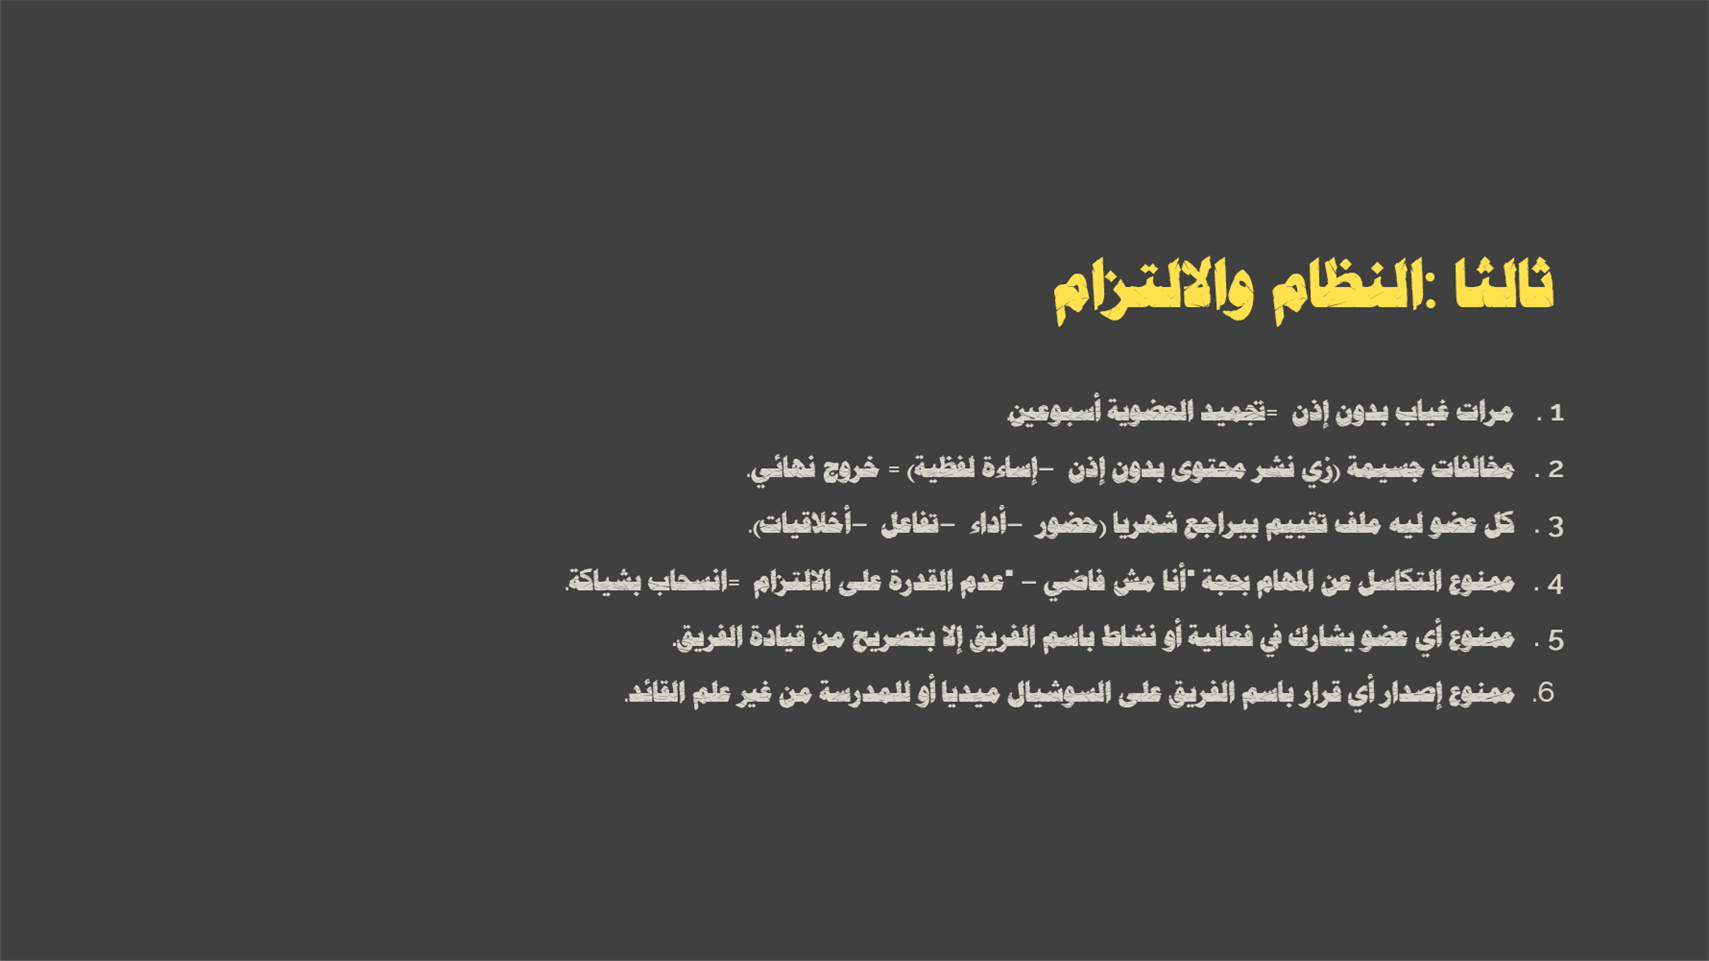 ثالثا :النظام والالتزام
1 . مرات غياب بدون إذن =تجميد العضوية أسبوعين.
2 . مخالفات جسيمة (زي نشر محتوى بدون إذن –إساءة لفظية) = خروج نهائي.
3 . كل عضو ليه ملف تقييم بيراجع شهريا (حضور –أداء –تفاعل –أخلاقيات).
4 . ممنوع التكاسل عن المهام بحجة "أنا مش فاضي – "عدم القدرة على الالتزام =انسحاب بشياكة.
5 . ممنوع أي عضو يشارك في فعالية أو نشاط باسم الفريق إلا بتصريح من قيادة الفريق.
6. ممنوع إصدار أي قرار باسم الفريق على السوشيال ميديا أو للمدرسة من غير علم القائد.